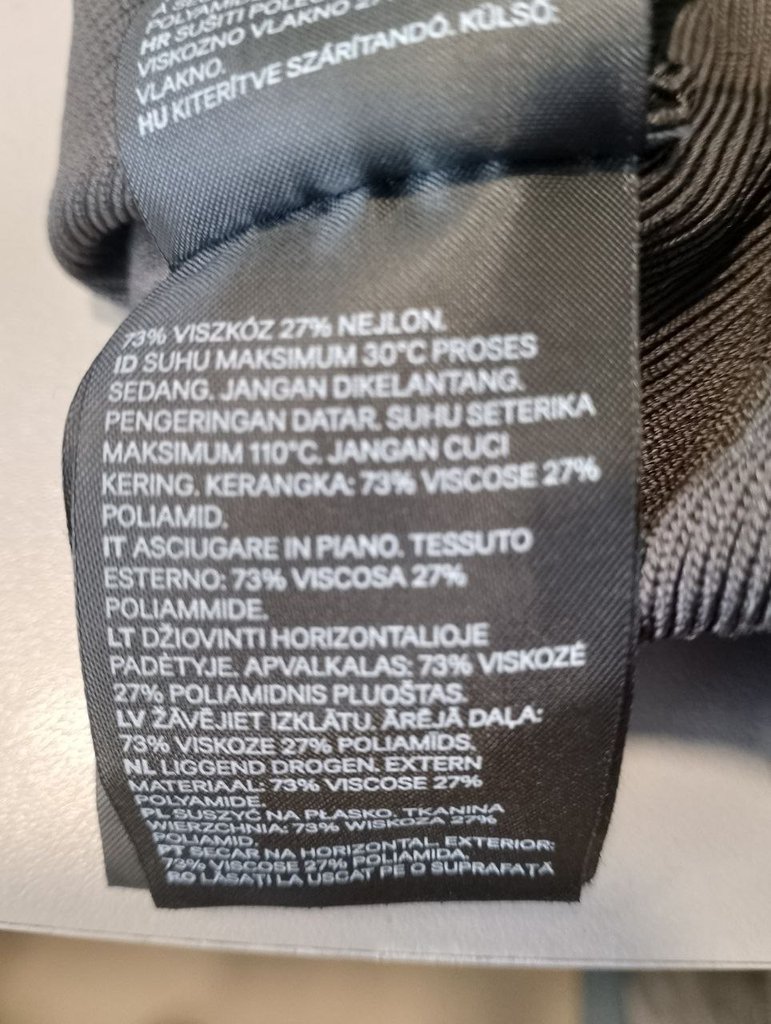 POLYAMID
HR SUŠITI
VISKOZNO VLAKNO 27%
VLAKNO.
HU KITERÍTVE SZÁRÍTANDÓ. KÜLSŐ:
73% VISZKÓZ 27% NEJLON.
ID SUHU MAKSIMUM 30°C PROSES
SEDANG. JANGAN DIKELANTANG.
PENGERINGAN DATAR. SUHU SETERIKA
MAKSIMUM 110°C. JANGAN CUCI
KERING. KERANGKA: 73% VISCOSE 27%
POLIAMID.
IT ASCIUGARE IN PIANO. TESSUTO
ESTERNO: 73% VISCOSA 27%
POLIAMMIDE.
LT DŽIOVINTI HORIZONTALIOJE
PADĖTYJE. APVALKALAS: 73% VISKOZĖ
27% POLIAMIDNIS PLUOŠTAS.
LV ŽĀVĒJIET IZKLĀTU. ĀRĒJĀ DAĻA:
73% VISKOZE 27% POLIAMĪDS.
NL LIGGEND DROGEN. EXTERN
MATERIAAL: 73% VISCOSE 27%
POLYAMIDE.
PL SUSZYĆ NA PŁASKO. TKANINA
WIERZCHNIA: 73% WISKOZA 27%
POLIAMID.
PT SECAR NA HORIZONTAL. EXTERIOR:
73% VISCOSE 27% POLIAMIDA.
RO LĂSAȚI LA USCAT PE O SUPRAFAȚĂ